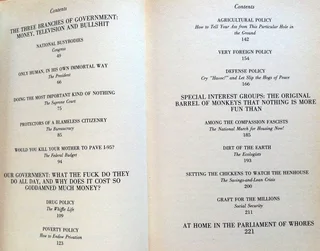 Contents
THE THREE BRANCHES OF GOVERNMENT:
MONEY, TELEVISION AND BULLSHIT
NATIONAL BUSYBODIES
Congress
49
ONLY HUMAN, IN HIS OWN IMMORTAL WAY
The President
66
DOING THE MOST IMPORTANT KIND OF NOTHING
The Supreme Court
75
PROTECTORS OF A BLAMELESS CITIZENRY
The Bureaucracy
85
WOULD YOU KILL YOUR MOTHER TO PAVE I-95?
The Federal Budget
94
OUR GOVERNMENT: WHAT THE FUCK DO THEY
DO ALL DAY, AND WHY DOES IT COST SO
GODDAMNED MUCH MONEY?
DRUG POLICY
The Whiffle Life
109
POVERTY POLICY
How to Endow Privation
123
Contents
AGRICULTURAL POLICY
How to Tell Your Ass from This Particular Hole in
the Ground
142
VERY FOREIGN POLICY
154
DEFENSE POLICY
Cry "Havoc!" and Let Slip the Hogs of Peace
166
SPECIAL INTEREST GROUPS: THE ORIGINAL
BARREL OF MONKEYS THAT NOTHING IS MORE
FUN THAN
AMONG THE COMPASSION FASCISTS
The National March for Housing Now!
185
DIRT OF THE EARTH
The Ecologists
193
SETTING THE CHICKENS TO WATCH THE HENHOUSE
The Savings-and-Loan Crisis
200
GRAFT FOR THE MILLIONS
Social Security
211
AT HOME IN THE PARLIAMENT OF WHORES
221